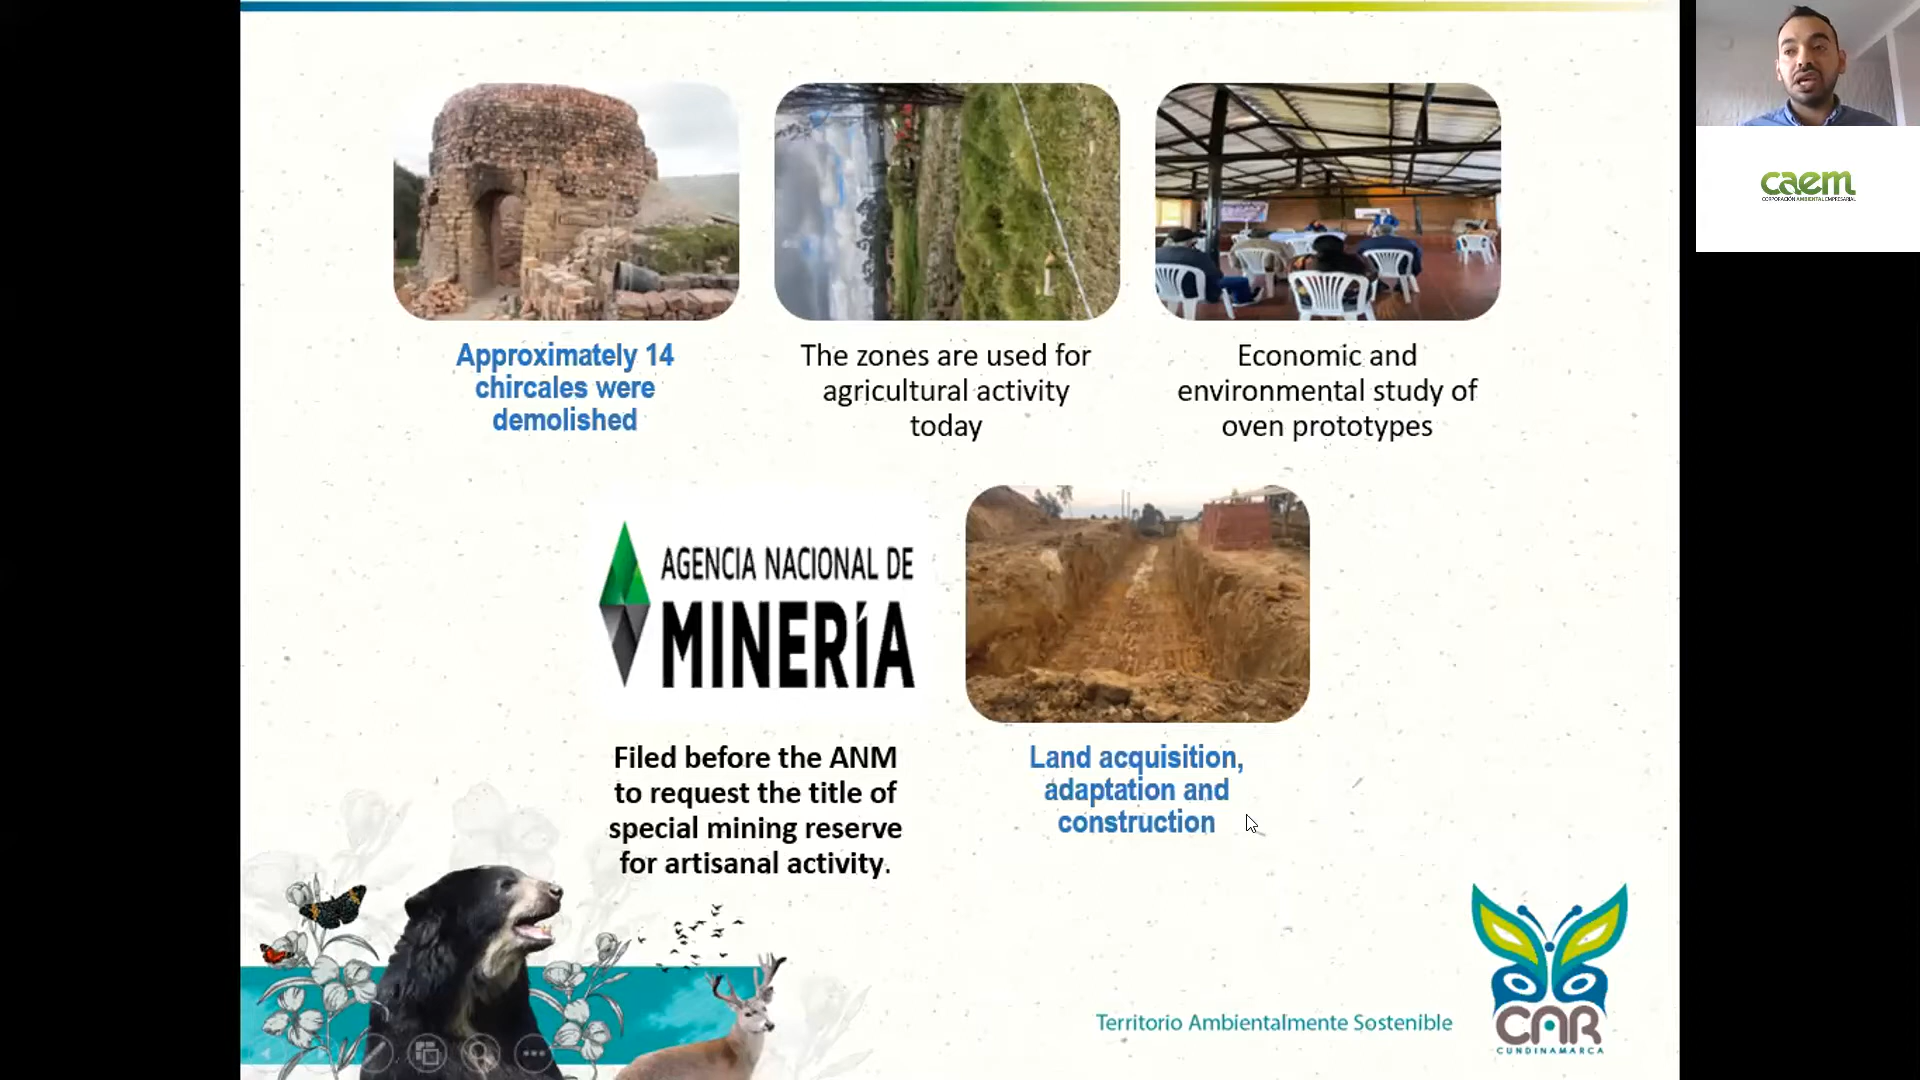 caem
CORPORACIÓN AMBIENTAL EMPRESARIAL
Approximately 14
chircales were
demolished
The zones are used for
agricultural activity
today
Economic and
environmental study of
oven prototypes
AGENCIA NACIONAL DE
MINERíA
Filed before the ANM
to request the title of
special mining reserve
for artisanal activity.
Land acquisition,
adaptation and
construction
Territorio Ambientalmente Sostenible
CAR
CUNDINAMARCA